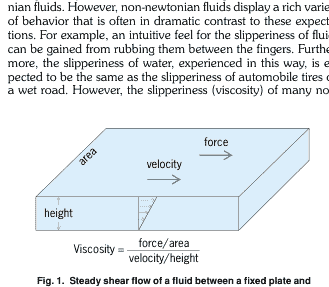 nian fluids. However, non-newtonian fluids display a rich varie
of behavior that is often in dramatic contrast to these expect
tions. For example, an intuitive feel for the slipperiness of flui
can be gained from rubbing them between the fingers. Furthe
more, the slipperiness of water, experienced in this way, is e
pected to be the same as the slipperiness of automobile tires o
a wet road. However, the slipperiness (viscosity) of many no
force
area
velocity
height
Viscosity = force/area
velocity/height
Fig. 1. Steady shear flow of a fluid between a fixed plate and